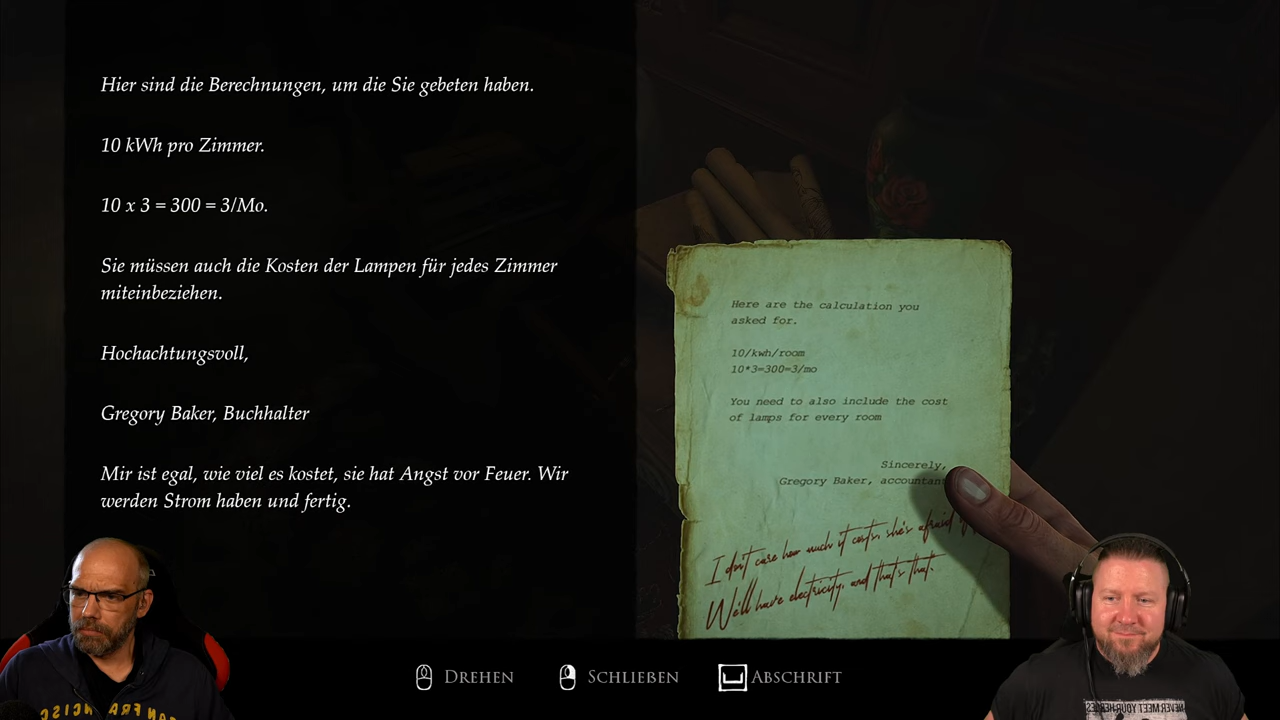 Hier sind die Berechnungen, um die Sie gebeten haben.
10 kWh pro Zimmer.
10 x 3 = 300 = 3/Mo.
Sie müssen auch die Kosten der Lampen für jedes Zimmer
miteinbeziehen.
Hochachtungsvoll,
Gregory Baker, Buchhalter
Mir ist egal, wie viel es kostet, sie hat Angst vor Feuer. Wir
werden Strom haben und fertig.
Here are the calculation you
asked for.
10/kwh/room
10*3=300=3/mo
You need to also include the cost
of lamps for every room
Sincerely,
Gregory Baker, accountant
I don't care how much it costs, she's afraid
We'll have electricity, and that's that.
DREHEN
SCHLIEẞEN
ABSCHRIFT